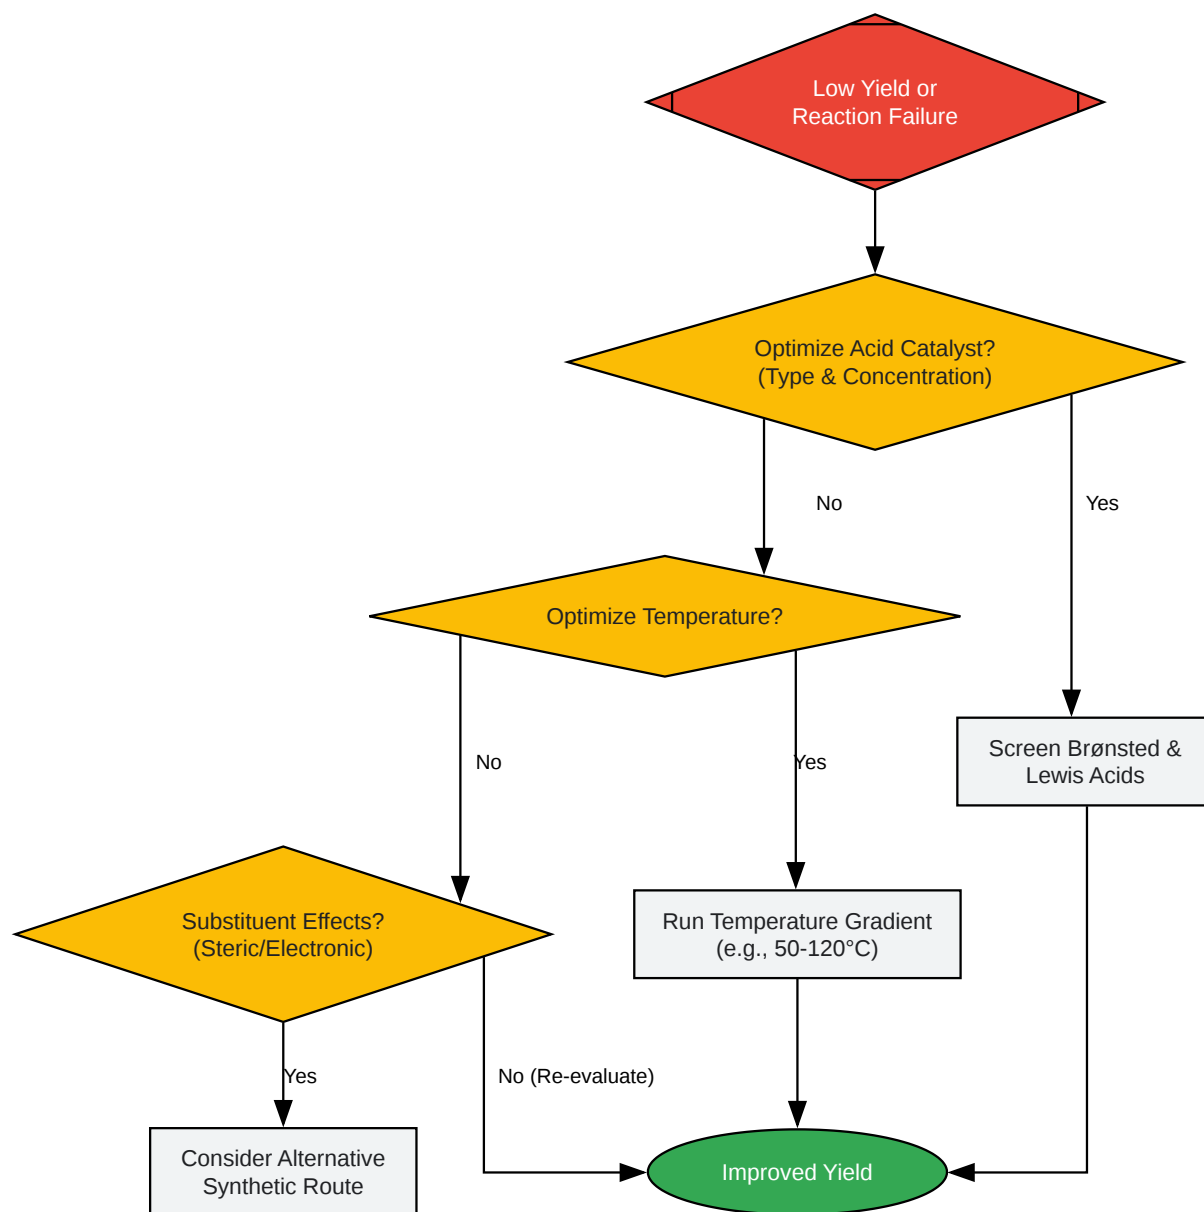 Low Yield or
Reaction Failure
Optimize Acid Catalyst?
(Type & Concentration)
No
Yes
Optimize Temperature?
No
Yes
Screen Brønsted &
Lewis Acids
Substituent Effects?
(Steric/Electronic)
Run Temperature Gradient
(e.g., 50-120°C)
Yes
No (Re-evaluate)
Consider Alternative
Synthetic Route
Improved Yield